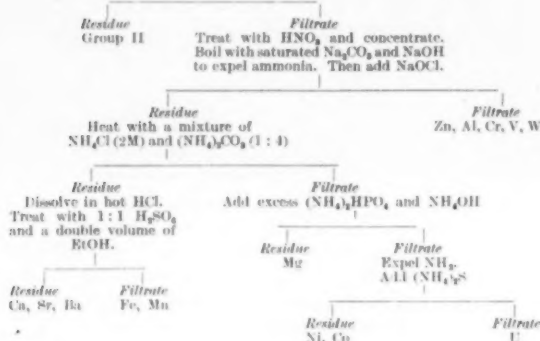 Residue
Group II
Filtrate
Treat with HNO₃ and concentrate.
Boil with saturated Na₂CO₃ and NaOH
to expel ammonia. Then add NaOCl.
Residue
Heat with a mixture of
NH₄Cl (2M) and (NH₄)₂CO₃ (1 : 4)
Filtrate
Zn, Al, Cr, V, W
Residue
Dissolve in hot HCl.
Treat with 1 : 1 H₂SO₄
and a double volume of
EtOH.
Filtrate
Add excess (NH₄)₂HPO₄ and NH₄OH
Residue
Ca, Sr, Ba
Filtrate
Fe, Mn
Residue
Mg
Filtrate
Expel NH₃.
Add (NH₄)₂S
Residue
Ni, Co
Filtrate
U